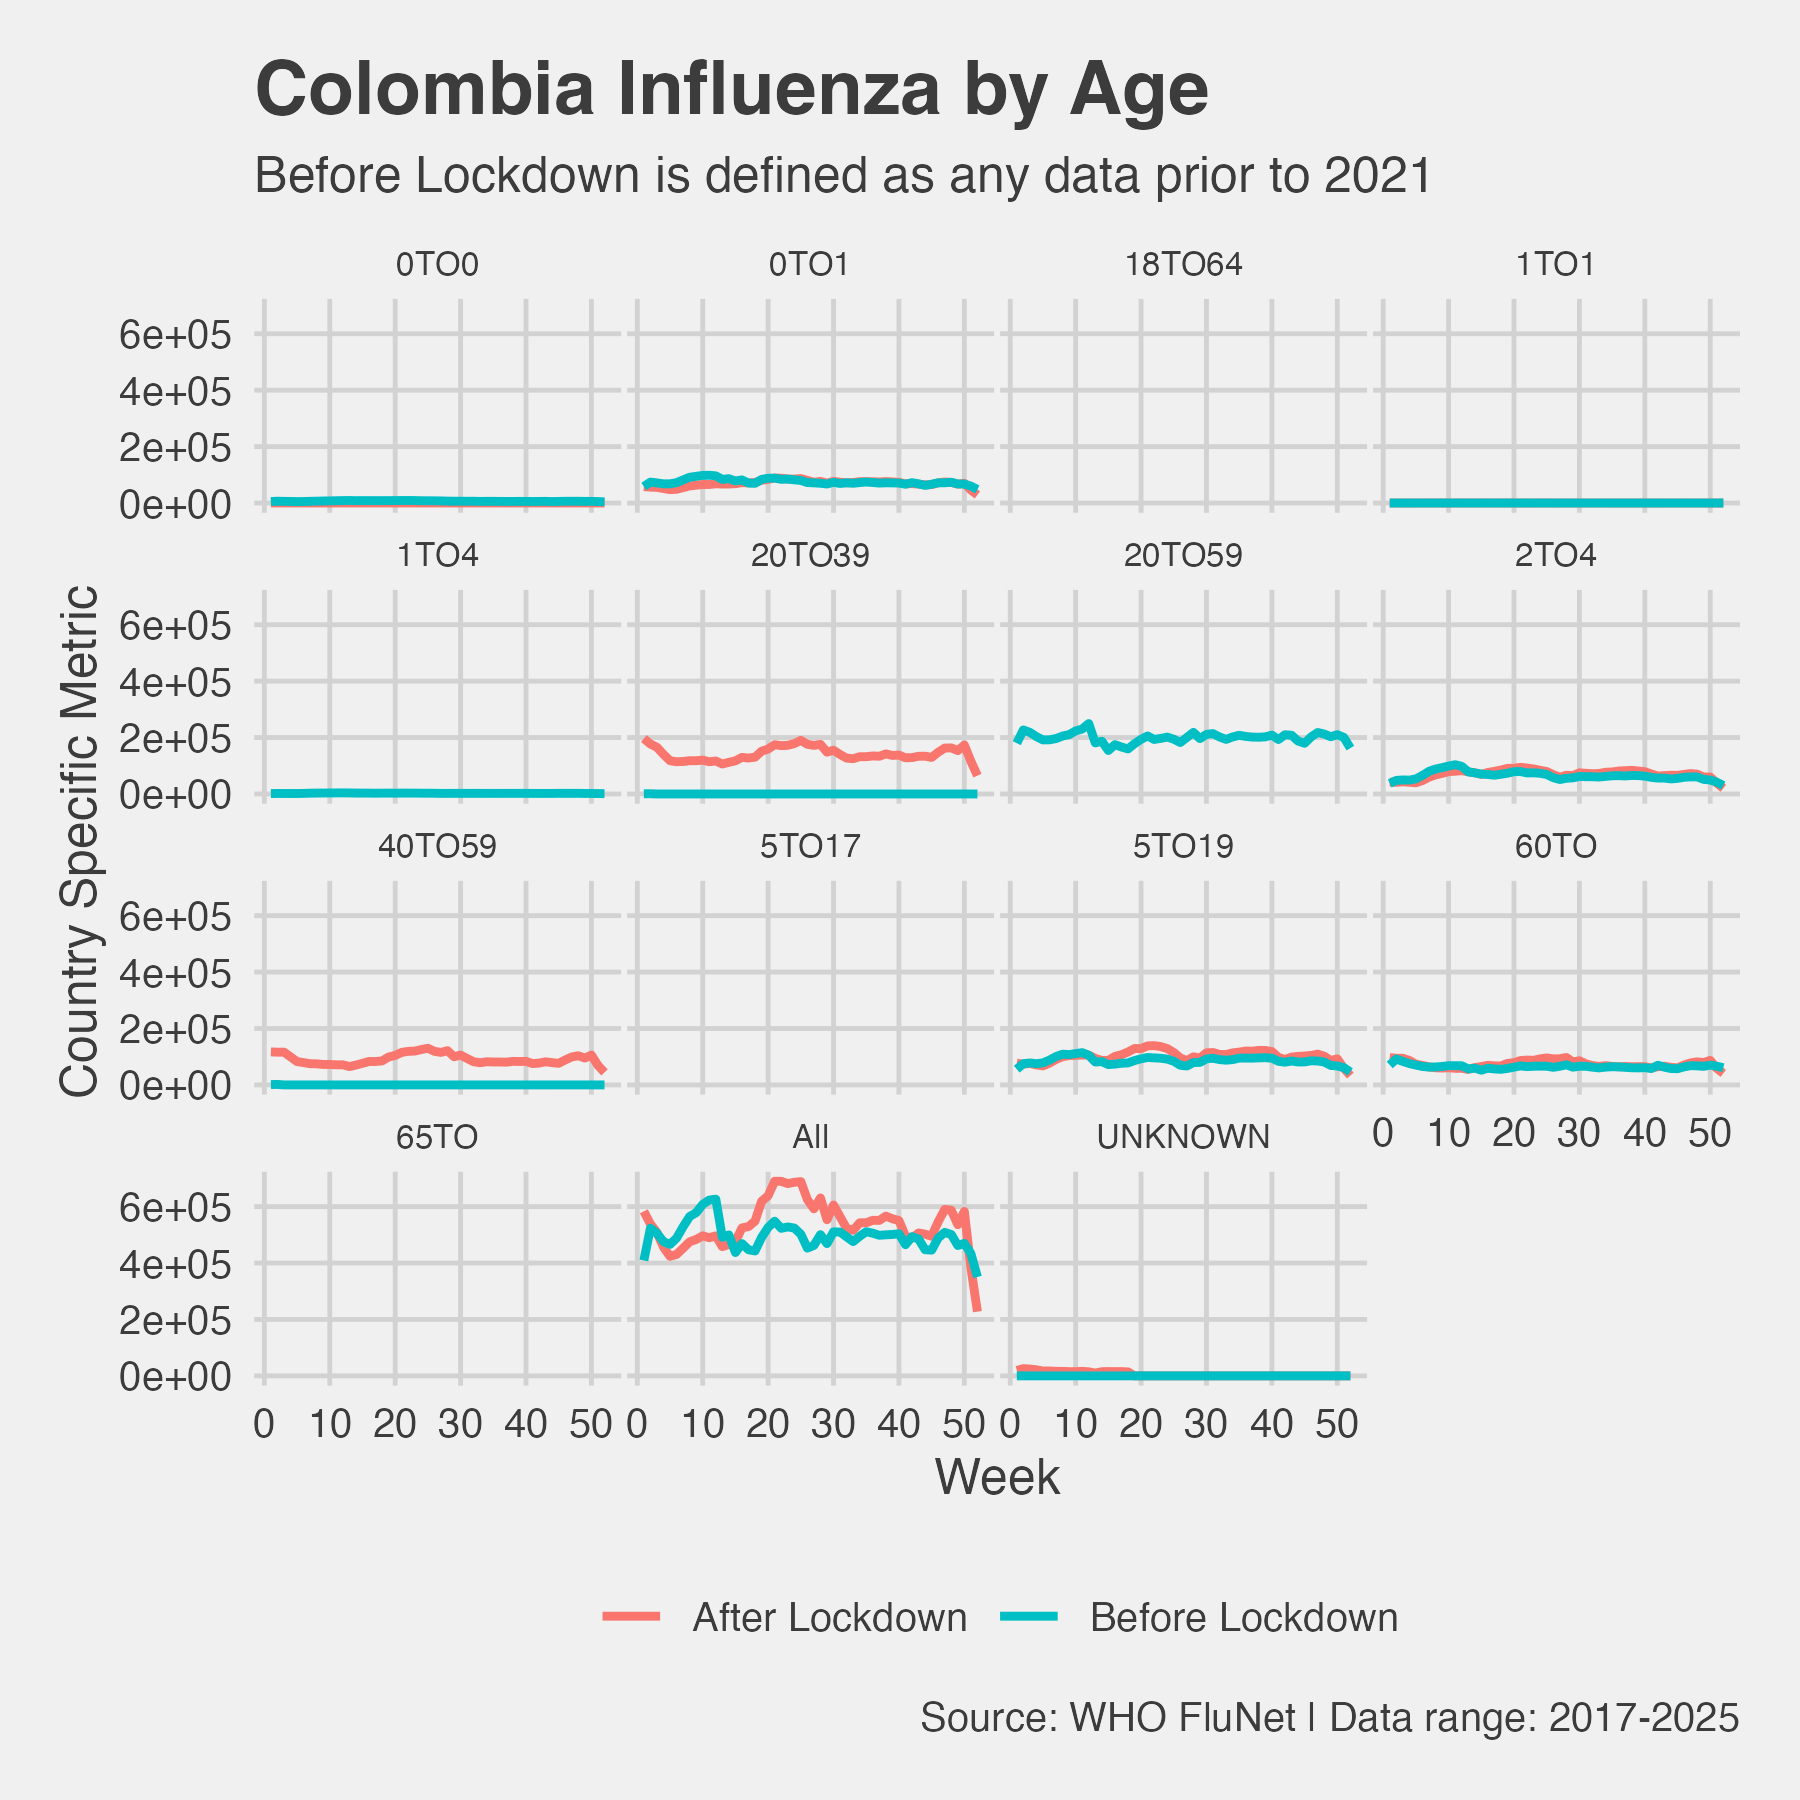 Colombia Influenza by Age
Before Lockdown is defined as any data prior to 2021
0TO0 0TO1 18TO64 1TO1
6e+05
4e+05
2e+05
0e+00
1TO4 20TO39 20TO59 2TO4
6e+05
4e+05
2e+05
0e+00
Country Specific Metric
40TO59 5TO17 5TO19 60TO
6e+05
4e+05
2e+05
0e+00
0 10 20 30 40 50
65TO All UNKNOWN
6e+05
4e+05
2e+05
0e+00
0 10 20 30 40 50 0 10 20 30 40 50 0 10 20 30 40 50
Week
After Lockdown Before Lockdown
Source: WHO FluNet | Data range: 2017-2025